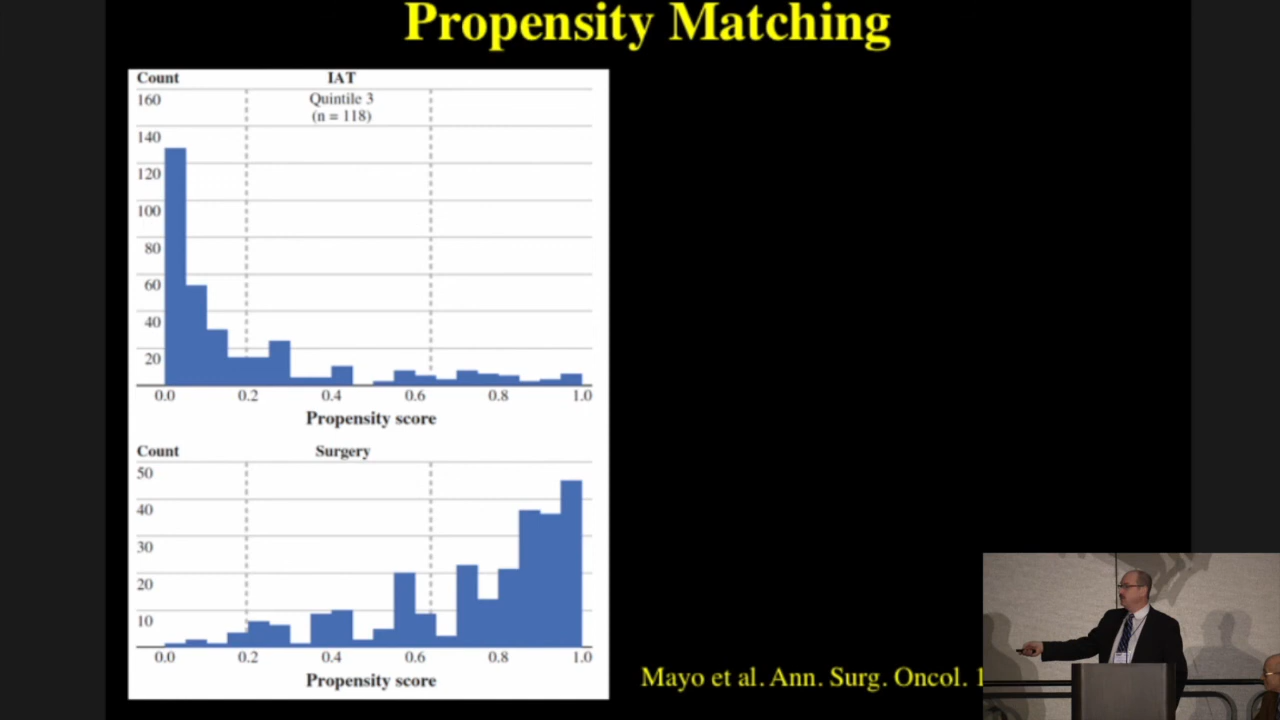 Propensity Matching
Count IAT
Quintile 3
(n = 118)
160
140
120
100
80
60
40
20
0.0 0.2 0.4 0.6 0.8 1.0
Propensity score
Count Surgery
50
40
30
20
10
0.0 0.2 0.4 0.6 0.8 1.0
Propensity score
Mayo et al. Ann. Surg. Oncol.